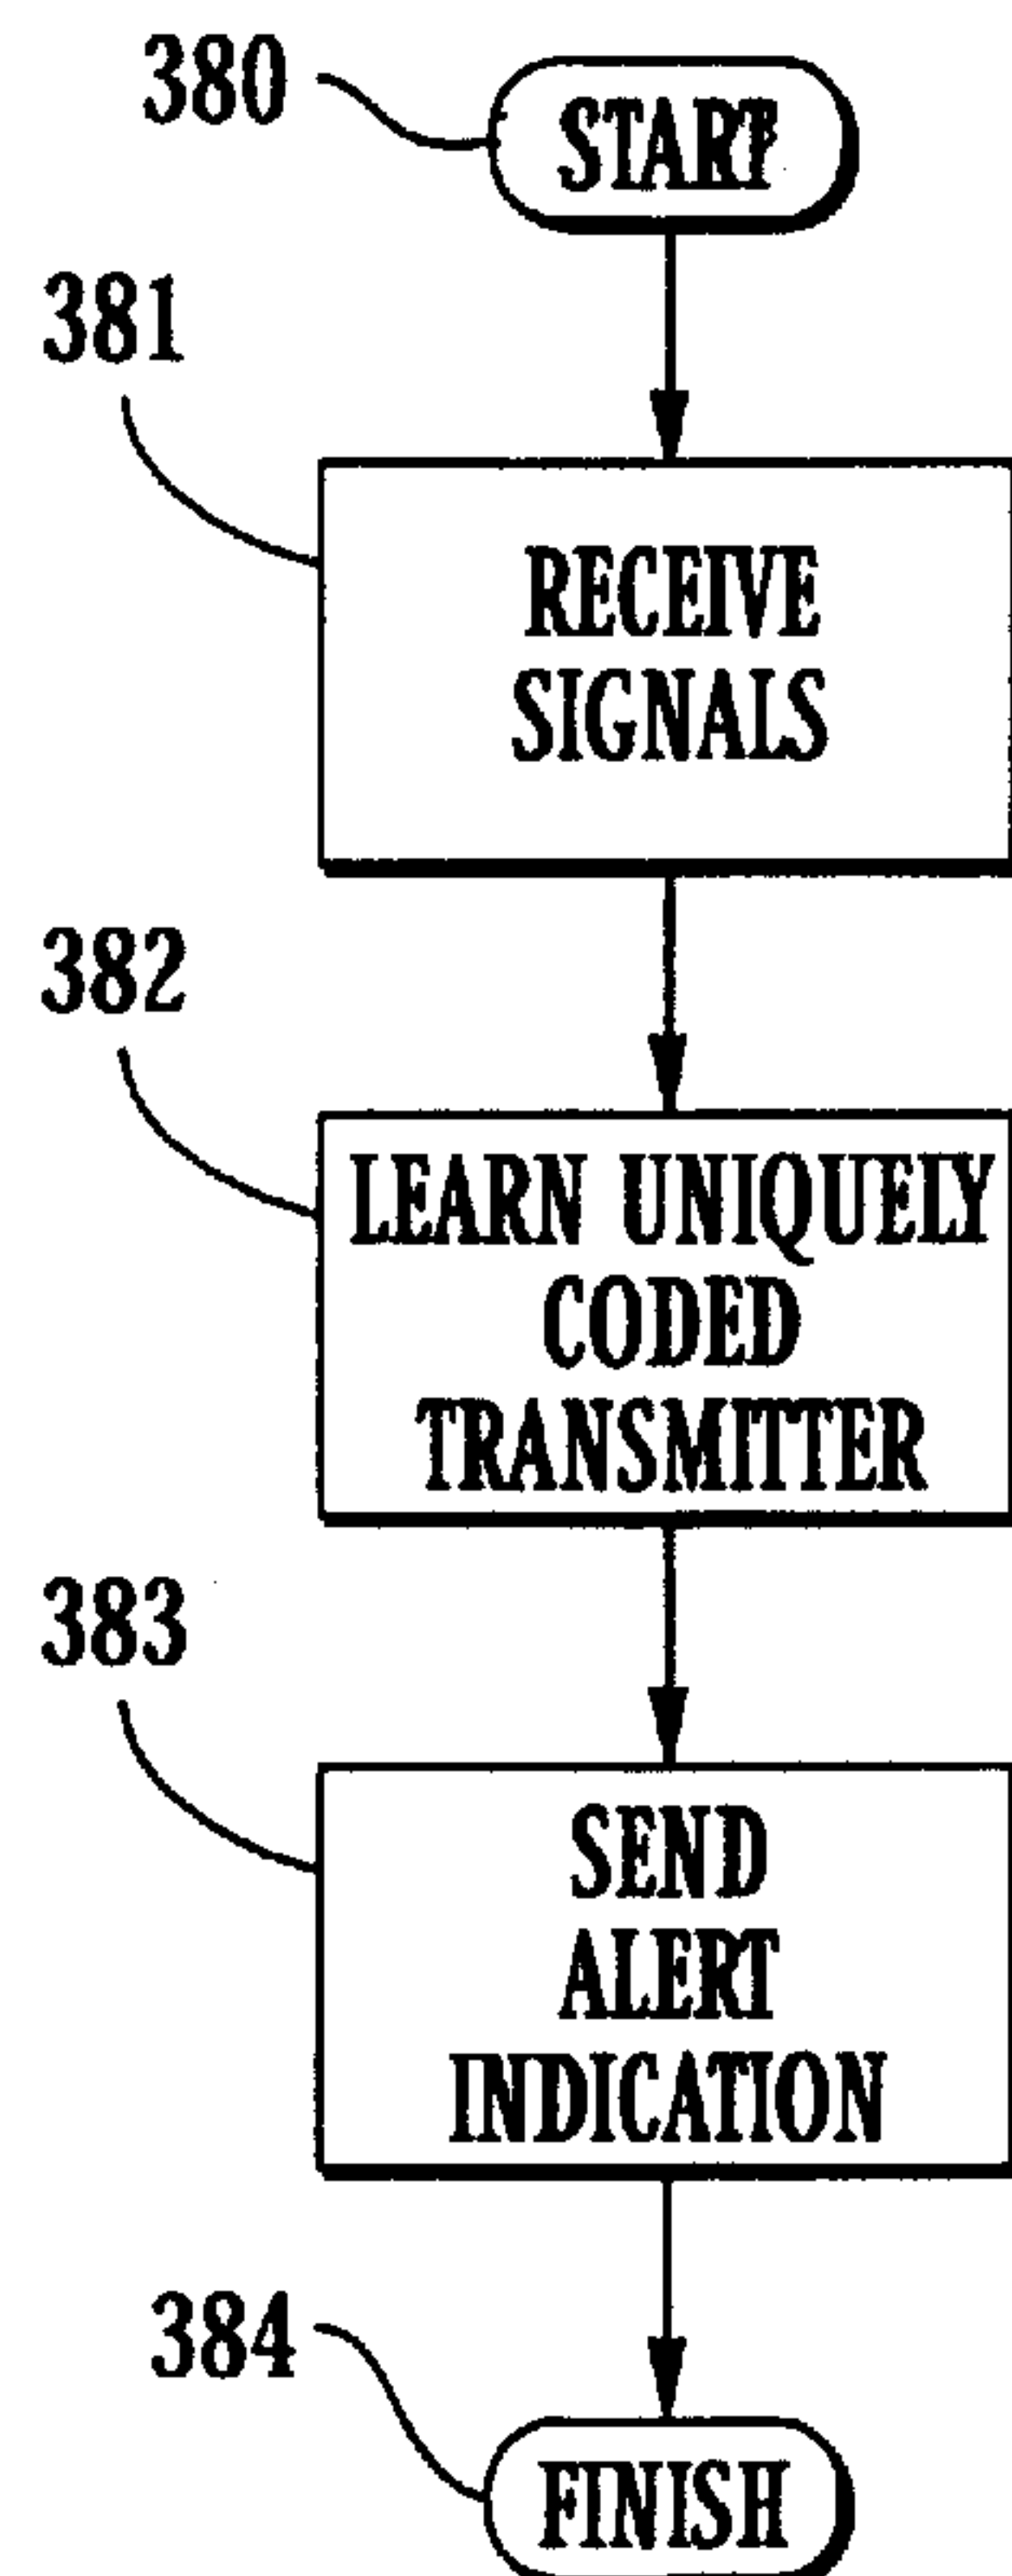 380
START
381
RECEIVE
SIGNALS
382
LEARN UNIQUELY
CODED
TRANSMITTER
383
SEND
ALERT
INDICATION
384
FINISH